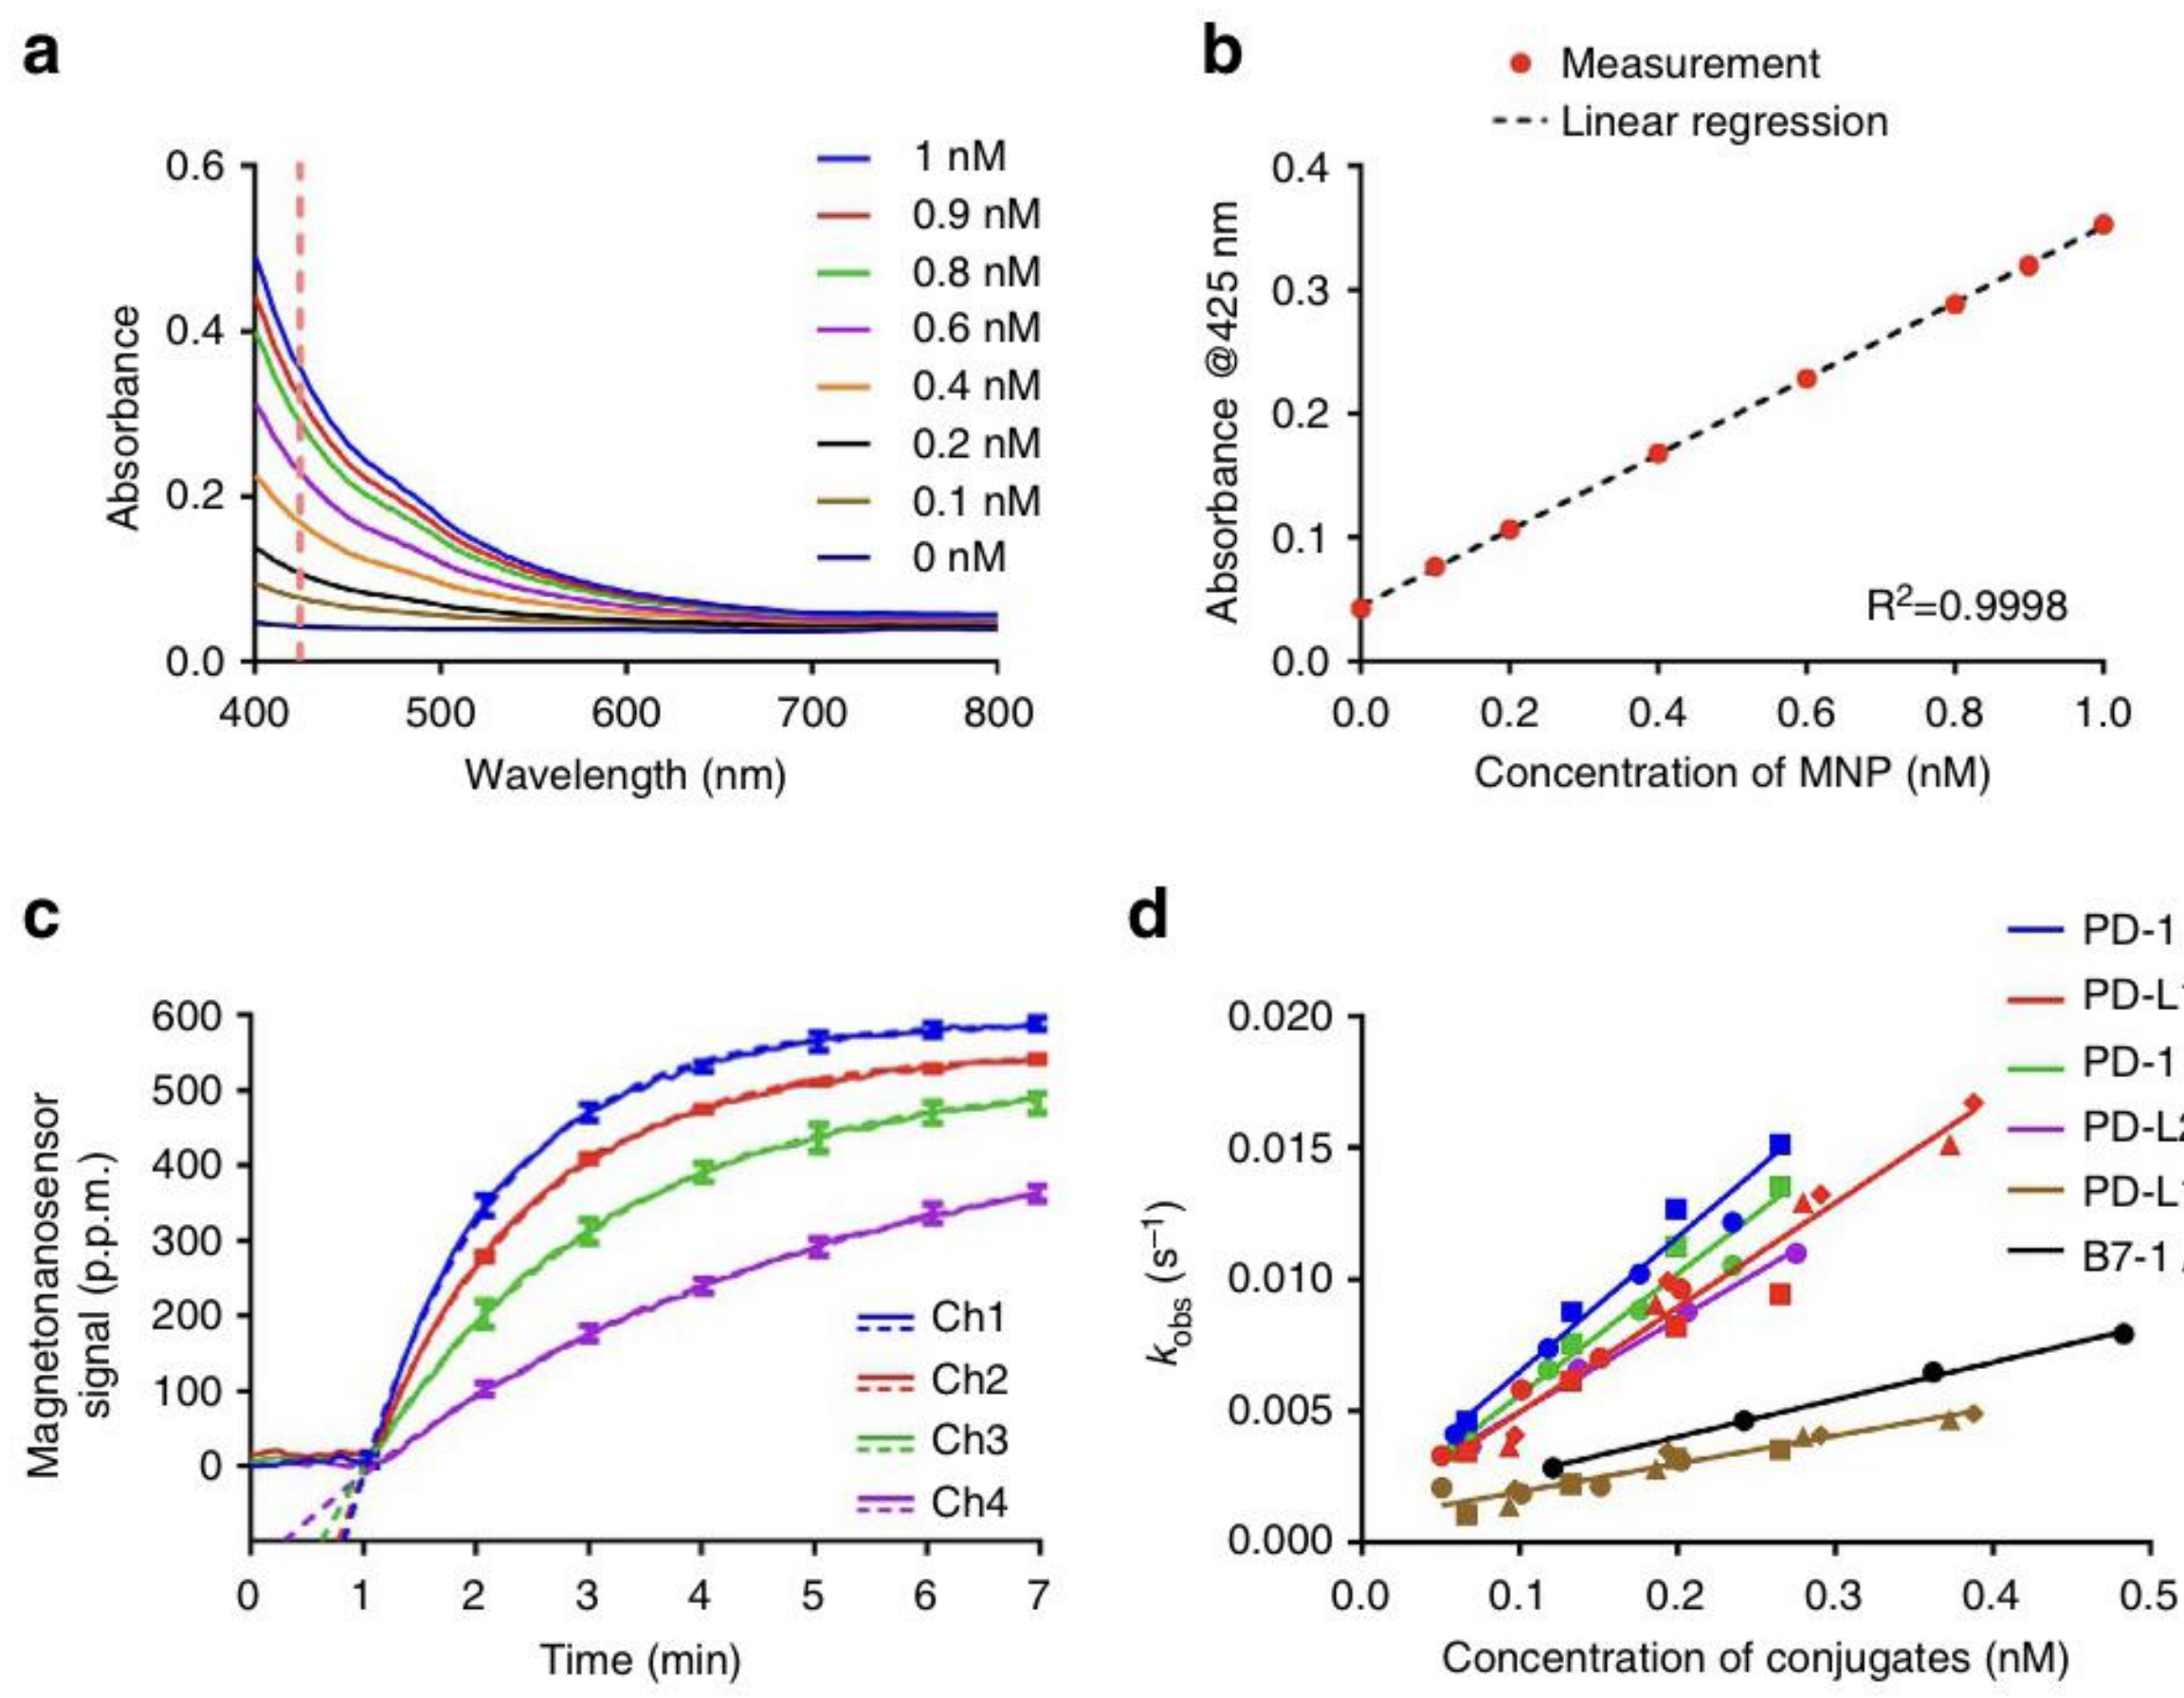 a
0.6
0.4
0.2
0.0
Absorbance
400 500 600 700 800
Wavelength (nm)
1 nM
0.9 nM
0.8 nM
0.6 nM
0.4 nM
0.2 nM
0.1 nM
0 nM
b
Measurement
Linear regression
0.4
0.3
0.2
0.1
0.0
Absorbance @425 nm
R²=0.9998
0.0 0.2 0.4 0.6 0.8 1.0
Concentration of MNP (nM)
c
600
500
400
300
200
100
0
Magnetonanosensor
signal (p.p.m.)
Ch1
Ch2
Ch3
Ch4
0 1 2 3 4 5 6 7
Time (min)
d
0.020
0.015
0.010
0.005
0.000
kobs (s⁻¹)
PD-1
PD-L1
PD-1
PD-L2
PD-L1
B7-1
0.0 0.1 0.2 0.3 0.4 0.5
Concentration of conjugates (nM)